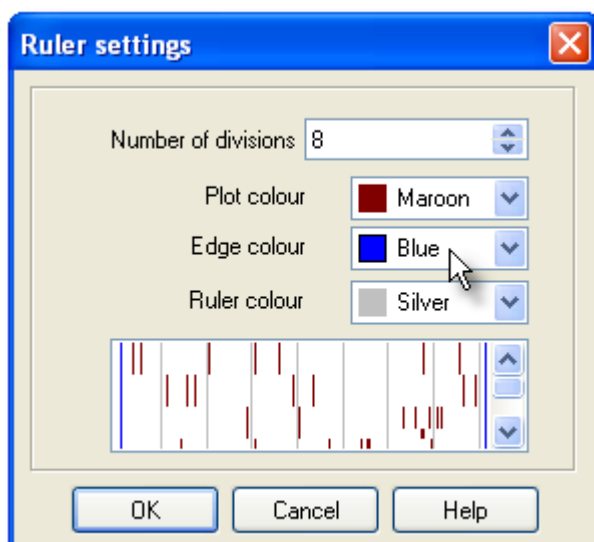 Ruler settings
Number of divisions 8
Plot colour Maroon
Edge colour Blue
Ruler colour Silver
OK Cancel Help